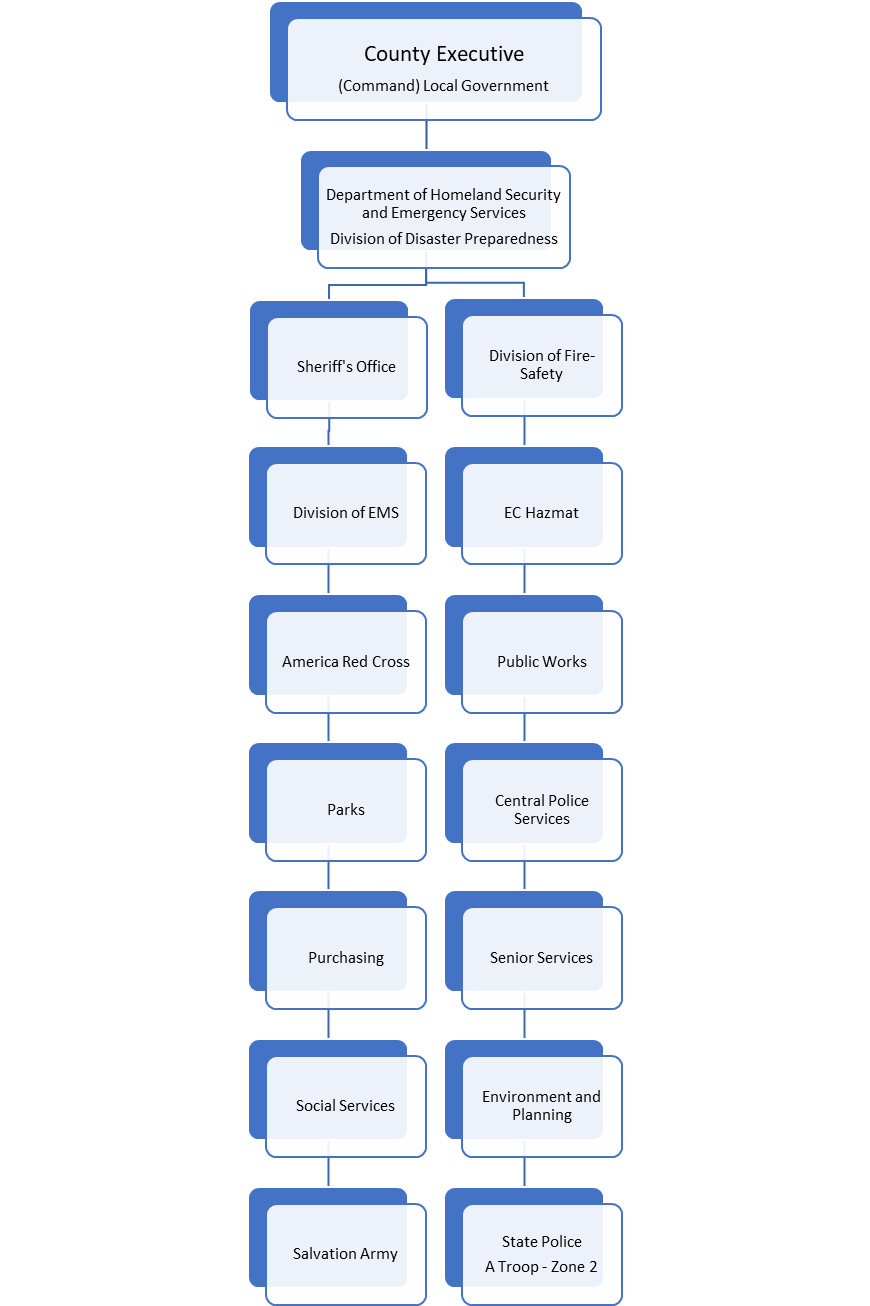 County Executive
(Command) Local Government
Department of Homeland Security
and Emergency Services
Division of Disaster Preparedness
Sheriff's Office
Division of Fire-
Safety
Division of EMS
EC Hazmat
America Red Cross
Public Works
Parks
Central Police
Services
Purchasing
Senior Services
Social Services
Environment and
Planning
Salvation Army
State Police
A Troop - Zone 2